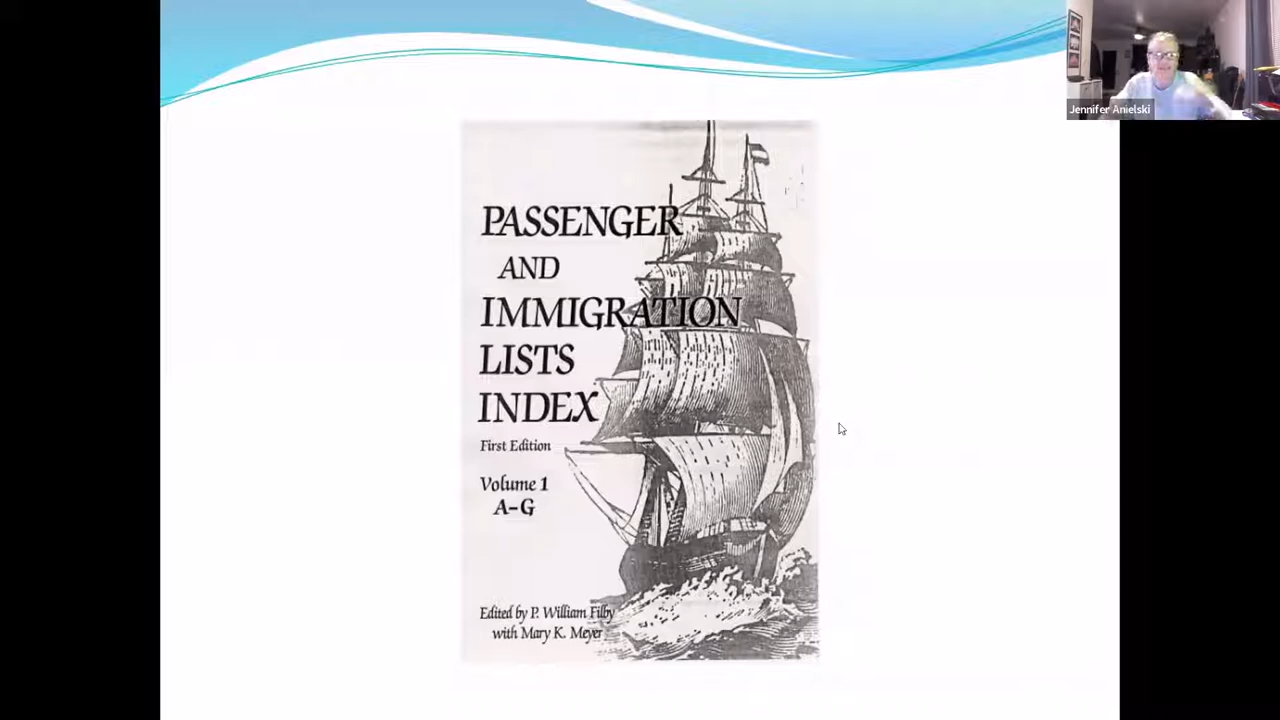 PASSENGER
AND
IMMIGRATION
LISTS
INDEX
First Edition
Volume 1
A-G
Edited by P. William Filby
with Mary K. Meyer
Jennifer Anielski